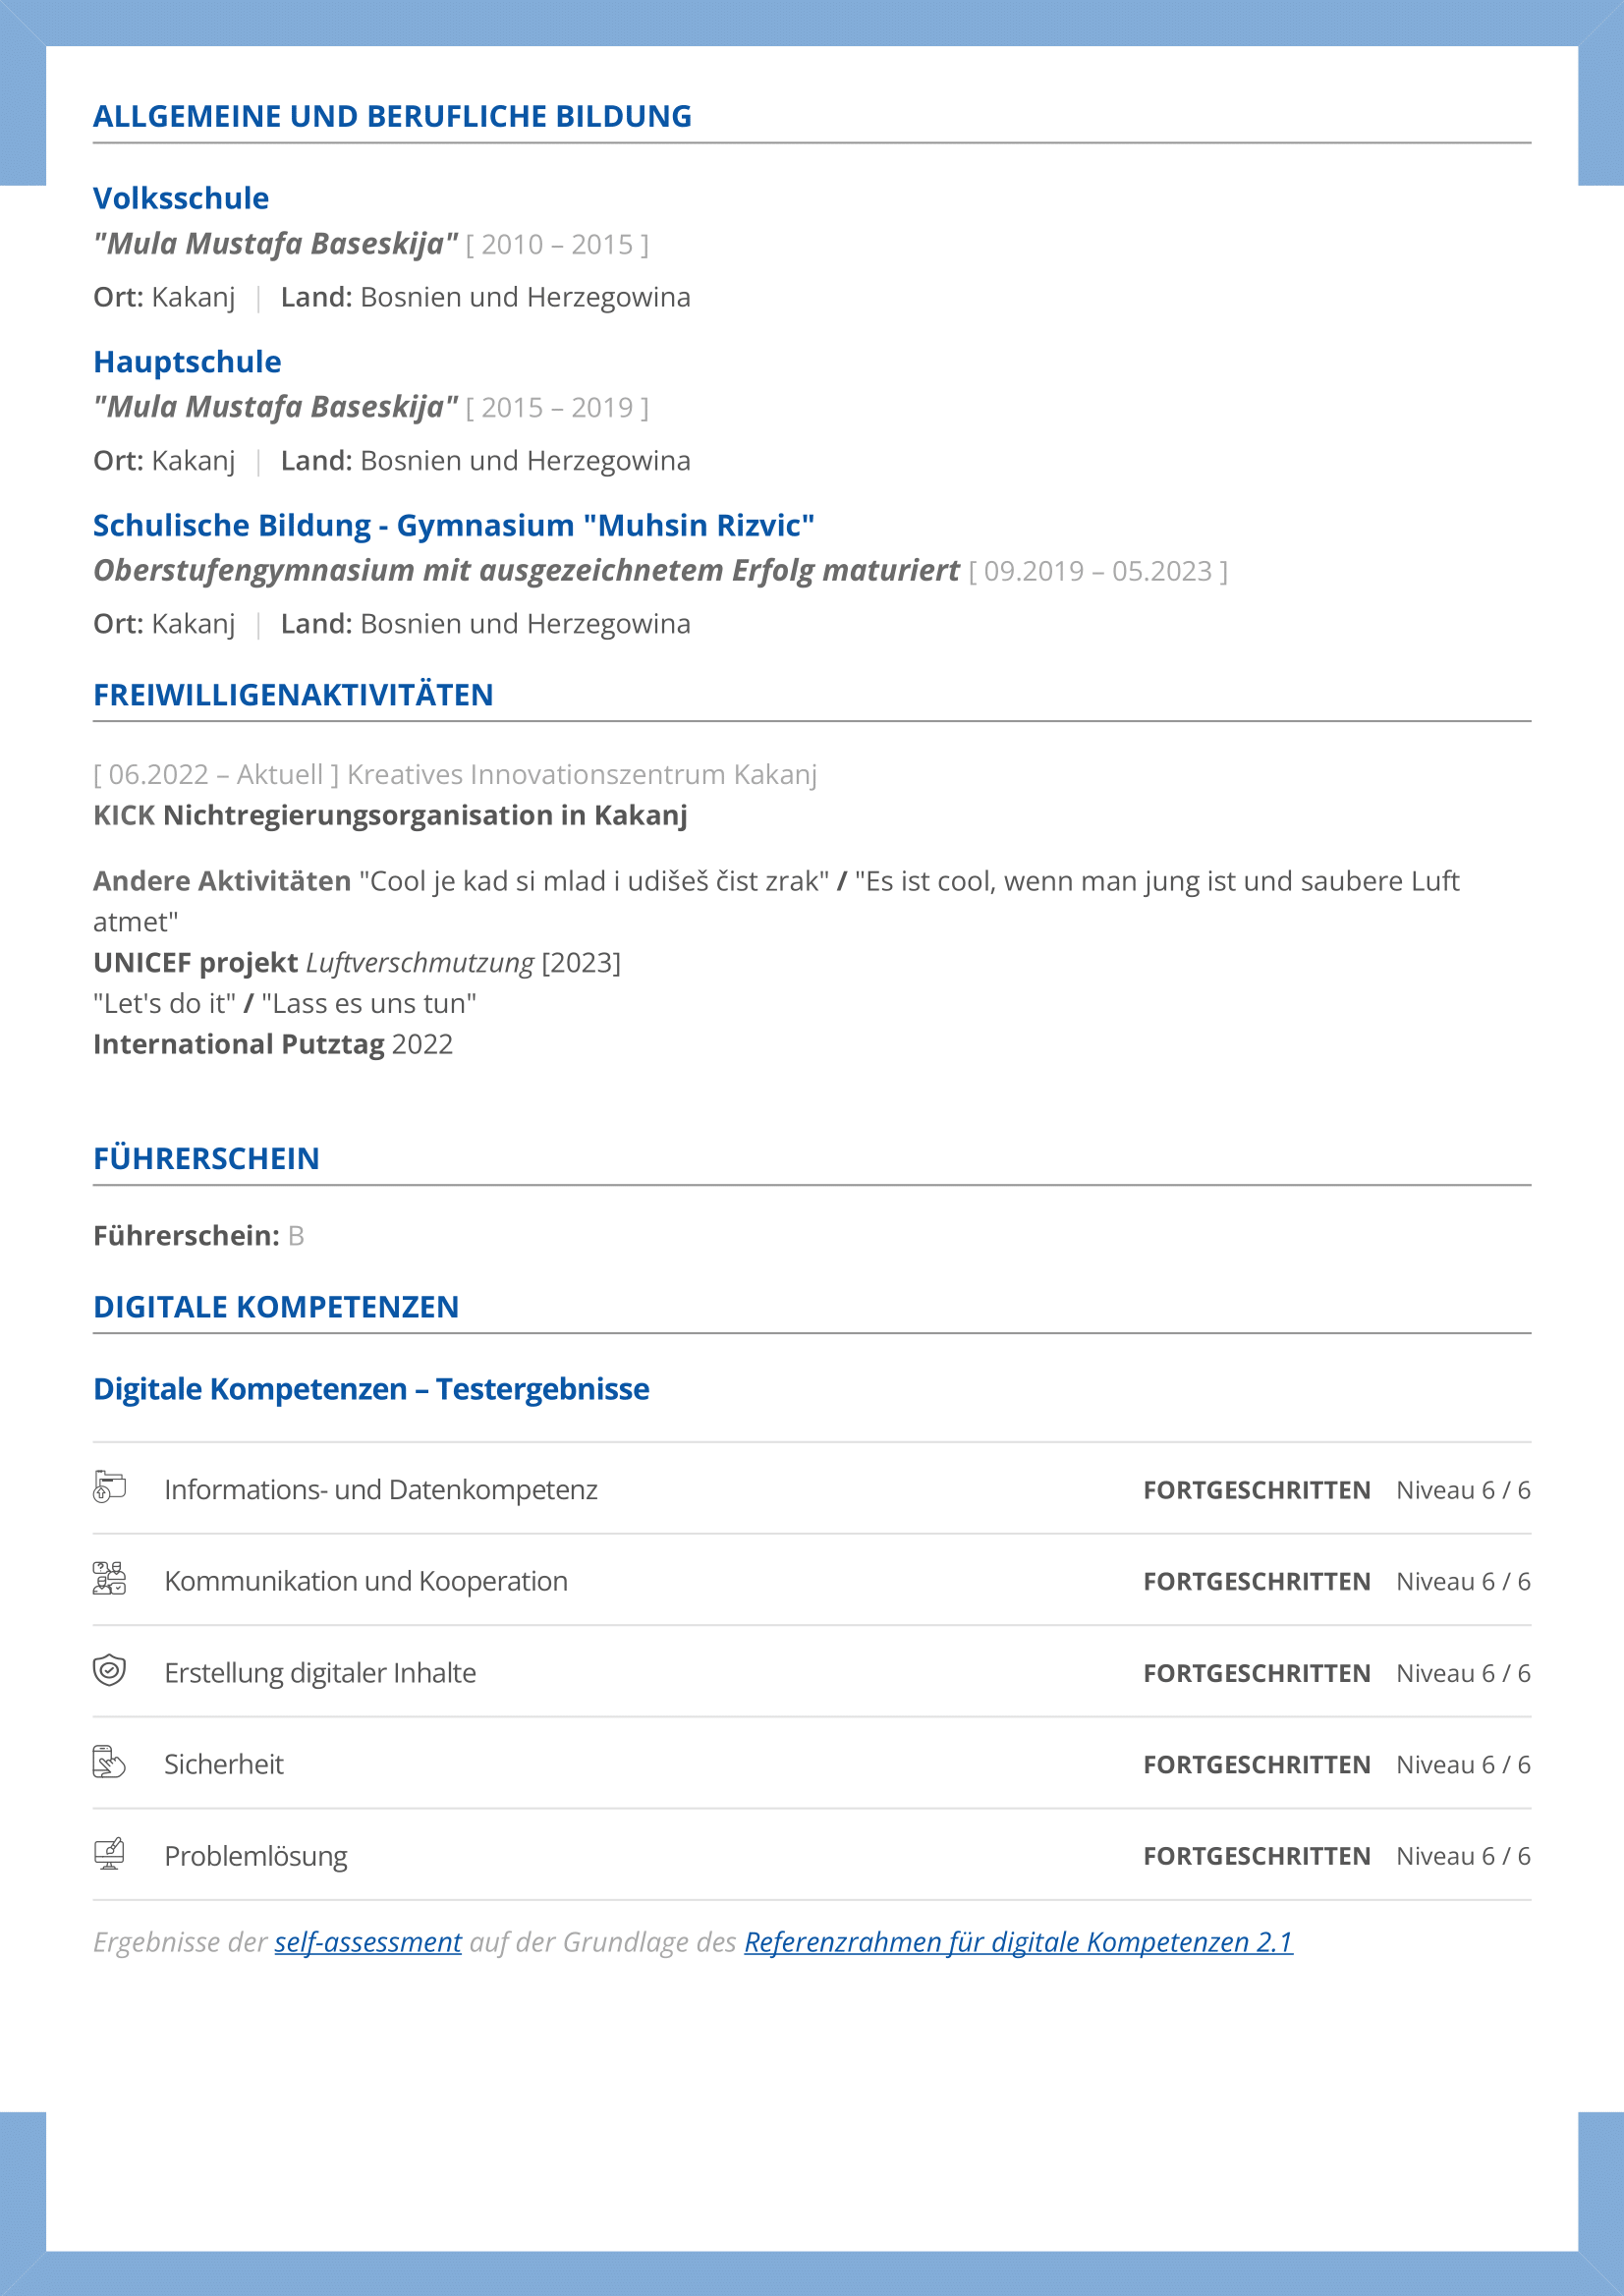 ALLGEMEINE UND BERUFLICHE BILDUNG
Volksschule
"Mula Mustafa Baseskija" [ 2010 – 2015 ]
Ort: Kakanj | Land: Bosnien und Herzegowina
Hauptschule
"Mula Mustafa Baseskija" [ 2015 – 2019 ]
Ort: Kakanj | Land: Bosnien und Herzegowina
Schulische Bildung - Gymnasium "Muhsin Rizvic"
Oberstufengymnasium mit ausgezeichnetem Erfolg maturiert [ 09.2019 – 05.2023 ]
Ort: Kakanj | Land: Bosnien und Herzegowina
FREIWILLIGENAKTIVITÄTEN
[ 06.2022 – Aktuell ] Kreatives Innovationszentrum Kakanj
KICK Nichtregierungsorganisation in Kakanj
Andere Aktivitäten "Cool je kad si mlad i udišeš čist zrak" / "Es ist cool, wenn man jung ist und saubere Luft
atmet"
UNICEF projekt Luftverschmutzung [2023]
"Let's do it" / "Lass es uns tun"
International Putztag 2022
FÜHRERSCHEIN
Führerschein: B
DIGITALE KOMPETENZEN
Digitale Kompetenzen – Testergebnisse
Informations- und Datenkompetenz FORTGESCHRITTEN Niveau 6 / 6
Kommunikation und Kooperation FORTGESCHRITTEN Niveau 6 / 6
Erstellung digitaler Inhalte FORTGESCHRITTEN Niveau 6 / 6
Sicherheit FORTGESCHRITTEN Niveau 6 / 6
Problemlösung FORTGESCHRITTEN Niveau 6 / 6
Ergebnisse der self-assessment auf der Grundlage des Referenzrahmen für digitale Kompetenzen 2.1